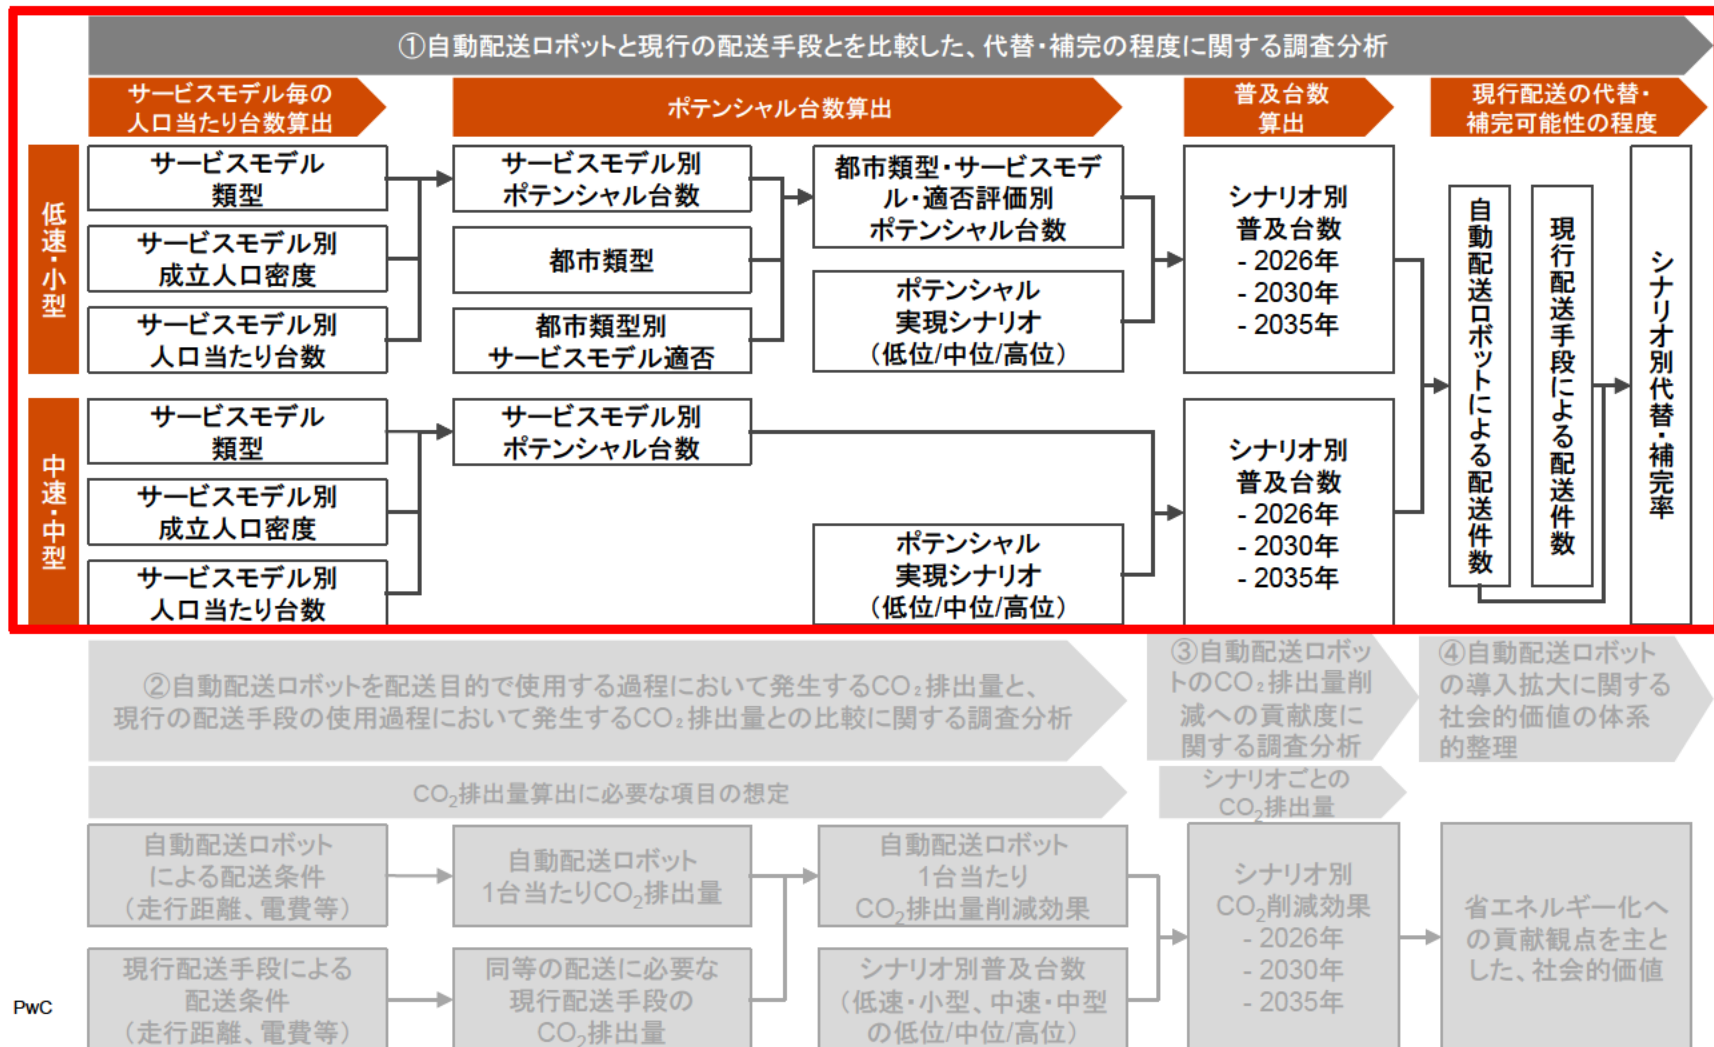 ①自動配送ロボットと現行の配送手段とを比較した、代替・補完の程度に関する調査分析
サービスモデル毎の
人口当たり台数算出
ポテンシャル台数算出
普及台数
算出
現行配送の代替・
補完可能性の程度
低速・小型
サービスモデル
類型
サービスモデル別
成立人口密度
サービスモデル別
人口当たり台数
サービスモデル別
ポテンシャル台数
都市類型
都市類型別
サービスモデル適否
都市類型・サービスモデ
ル・適否評価別
ポテンシャル台数
ポテンシャル
実現シナリオ
（低位/中位/高位）
シナリオ別
普及台数
- 2026年
- 2030年
- 2035年
中速・中型
サービスモデル
類型
サービスモデル別
成立人口密度
サービスモデル別
人口当たり台数
サービスモデル別
ポテンシャル台数
ポテンシャル
実現シナリオ
（低位/中位/高位）
シナリオ別
普及台数
- 2026年
- 2030年
- 2035年
自動配送ロボットによる配送件数
現行配送手段による配送件数
シナリオ別代替・補完率
②自動配送ロボットを配送目的で使用する過程において発生するCO₂排出量と、
現行の配送手段の使用過程において発生するCO₂排出量との比較に関する調査分析
③自動配送ロボッ
トのCO₂排出量削
減への貢献度に
関する調査分析
④自動配送ロボット
の導入拡大に関する
社会的価値の体系
的整理
CO₂排出量算出に必要な項目の想定
シナリオごとの
CO₂排出量
自動配送ロボット
による配送条件
（走行距離、電費等）
現行配送手段による
配送条件
（走行距離、電費等）
自動配送ロボット
1台当たりCO₂排出量
同等の配送に必要な
現行配送手段の
CO₂排出量
自動配送ロボット
1台当たり
CO₂排出量削減効果
シナリオ別普及台数
（低速・小型、中速・中型
の低位/中位/高位）
シナリオ別
CO₂削減効果
- 2026年
- 2030年
- 2035年
省エネルギー化へ
の貢献観点を主と
した、社会的価値
PwC